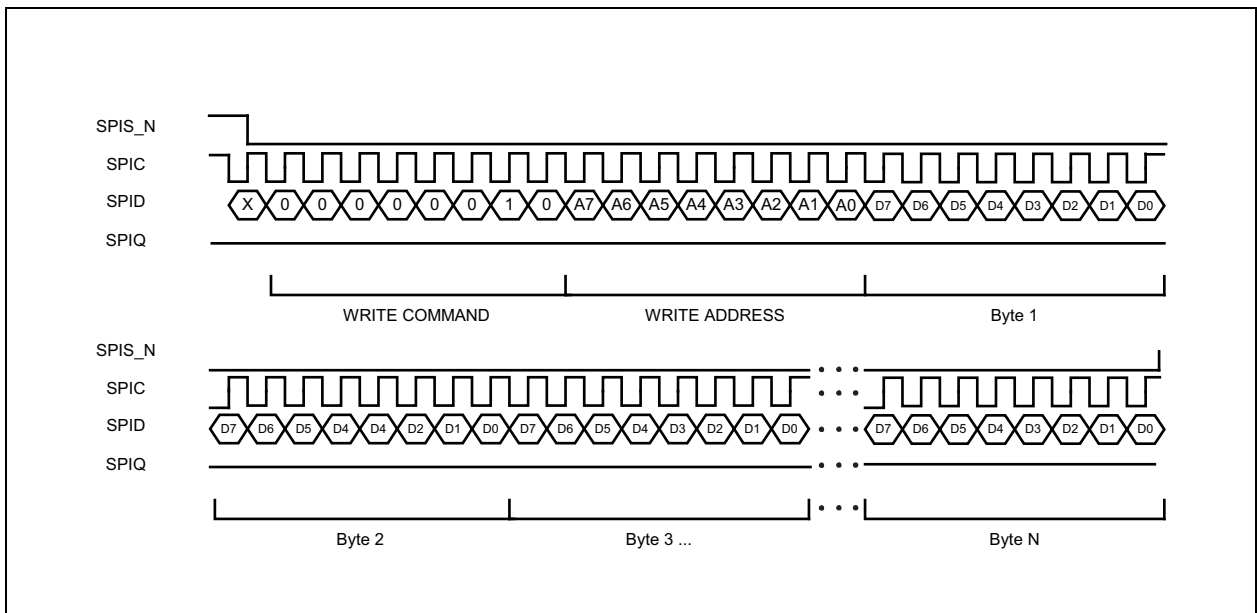 SPIS_N
SPIC
SPID X 0 0 0 0 0 0 1 0 A7 A6 A5 A4 A3 A2 A1 A0 D7 D6 D5 D4 D3 D2 D1 D0
SPIQ
WRITE COMMAND WRITE ADDRESS Byte 1
SPIS_N
SPIC
SPID D7 D6 D5 D4 D4 D2 D1 D0 D7 D6 D5 D4 D3 D2 D1 D0 D7 D6 D5 D4 D3 D2 D1 D0
SPIQ
Byte 2 Byte 3 ... Byte N